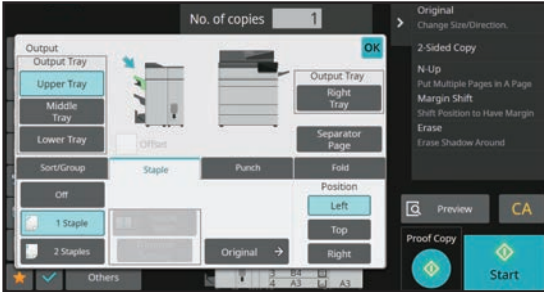 No. of copies 1
Output
OK
Output Tray
Upper Tray
Middle
Tray
Lower Tray
Offset
Output Tray
Right
Tray
Separator
Page
Sort/Group
Staple
Punch
Fold
Off
1 Staple
2 Staples
Original →
Position
Left
Top
Right
Others
3 B4
4 A3
A3
> Original
Change Size/Direction.
2-Sided Copy
N-Up
Put Multiple Pages in A Page
Margin Shift
Shift Position to Have Margin
Erase
Erase Shadow Around
Preview
CA
Proof Copy
Start